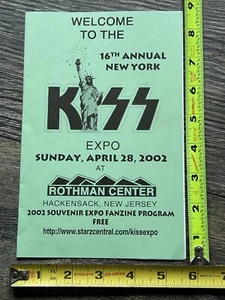 WELCOME
TO THE
16TH ANNUAL
NEW YORK
KISS
EXPO
SUNDAY, APRIL 28, 2002
AT
ROTHMAN CENTER
HACKENSACK, NEW JERSEY
2002 SOUVENIR EXPO FANZINE PROGRAM
FREE
http://www.starzcentral.com/kissexpo